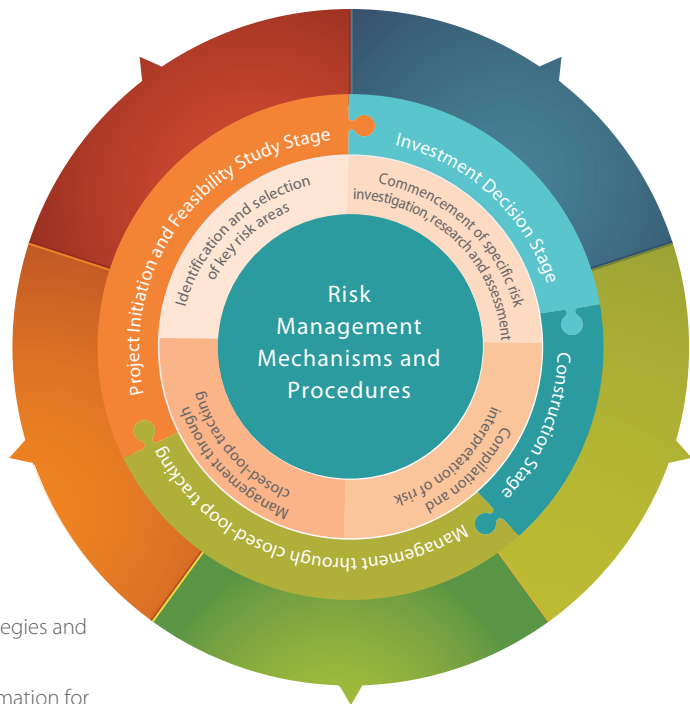 Project Initiation and Feasibility Study Stage
Investment Decision Stage
Construction Stage
Management through closed-loop tracking
Identification and selection
of key risk areas
Commencement of specific risk
investigation, research and assessment
Compilation and
interpretation of risk
Management through
closed-loop tracking
Risk
Management
Mechanisms and
Procedures
egies and
mation for